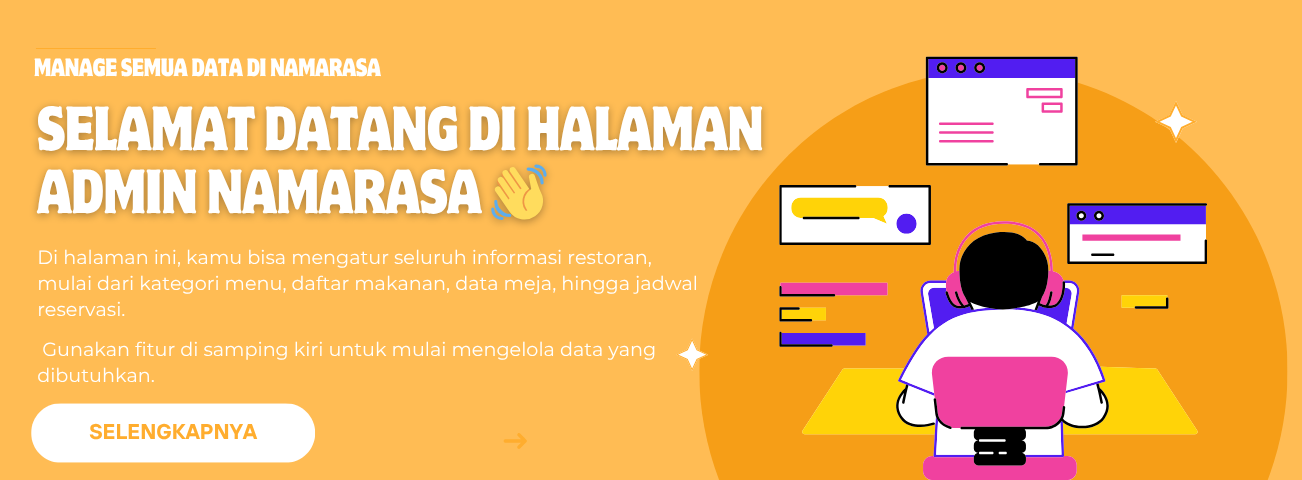 MANAGE SEMUA DATA DI NAMARASA
SELAMAT DATANG DI HALAMAN
ADMIN NAMARASA 👋
Di halaman ini, kamu bisa mengatur seluruh informasi restoran,
mulai dari kategori menu, daftar makanan, data meja, hingga jadwal
reservasi.
Gunakan fitur di samping kiri untuk mulai mengelola data yang
dibutuhkan.
SELENGKAPNYA